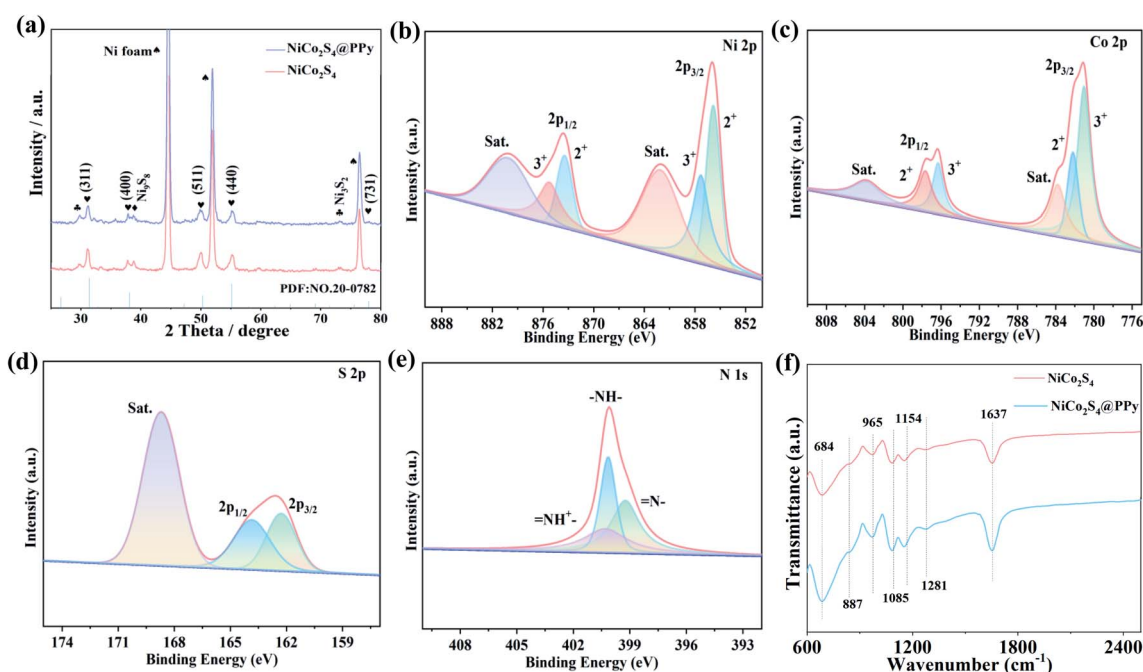 (a)
Ni foam♠
NiCo₂S₄@PPy
NiCo₂S₄
♠
♠
♣
♥ (311)
♥ (400)
♦ Ni₉S₈
♥ (511)
♥ (440)
♣ Ni₃S₂
♥ (731)
PDF:NO.20-0782
Intensity / a.u.
30 40 50 60 70 80
2 Theta / degree
(b)
Ni 2p
2p3/2
2p1/2
Sat.
3⁺
2⁺
Sat.
3⁺
2⁺
Intensity (a.u.)
888 882 876 870 864 858 852
Binding Energy (eV)
(c)
Co 2p
2p3/2
3⁺
2⁺
2p1/2
Sat.
2⁺
3⁺
Sat.
Intensity (a.u.)
808 804 800 796 792 788 784 780 776
Binding Energy (eV)
(d)
S 2p
Sat.
2p1/2
2p3/2
Intensity (a.u.)
174 171 168 165 162 159
Binding Energy (eV)
(e)
N 1s
-NH-
=N-
=NH⁺-
Intensity (a.u.)
408 404 400 396 392
Binding Energy (eV)
(f)
NiCo₂S₄
NiCo₂S₄@PPy
684
965
1154
1637
887
1085
1281
Transmittance (a.u.)
600 1200 1800 2400
Wavenumber (cm⁻¹)